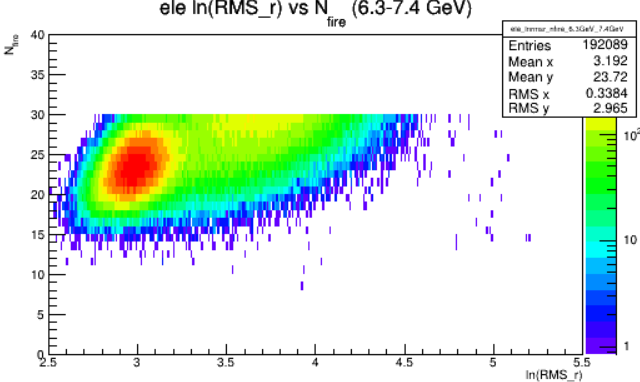 ele ln(RMS_r) vs N_fire (6.3-7.4 GeV)
ele_lnrmsr_nfire_6.3GeV_7.4GeV
Entries 192089
Mean x 3.192
Mean y 23.72
RMS x 0.3384
RMS y 2.965
N_fire
40
35
30
25
20
15
10
5
0
10²
10
1
2.5 3 3.5 4 4.5 5 5.5
ln(RMS_r)